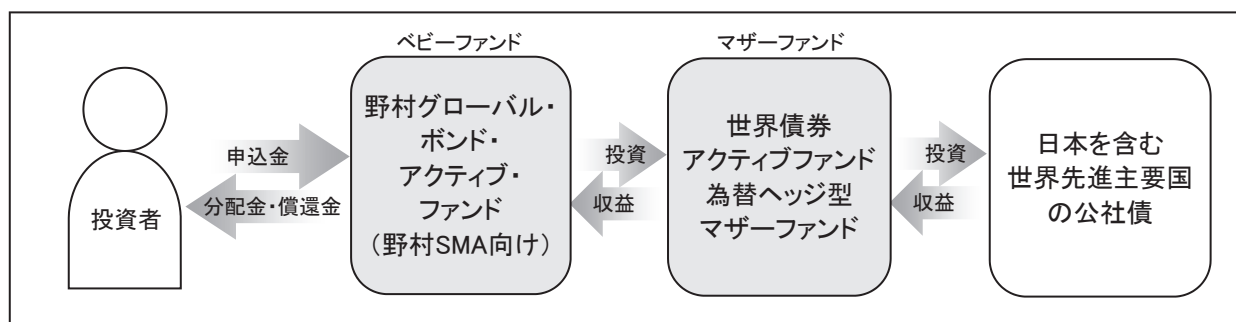 ベビーファンド
マザーファンド
投資者
申込金
分配金・償還金
野村グローバル・
ボンド・
アクティブ・
ファンド
（野村SMA向け）
投資
収益
世界債券
アクティブファンド
為替ヘッジ型
マザーファンド
投資
収益
日本を含む
世界先進主要国
の公社債